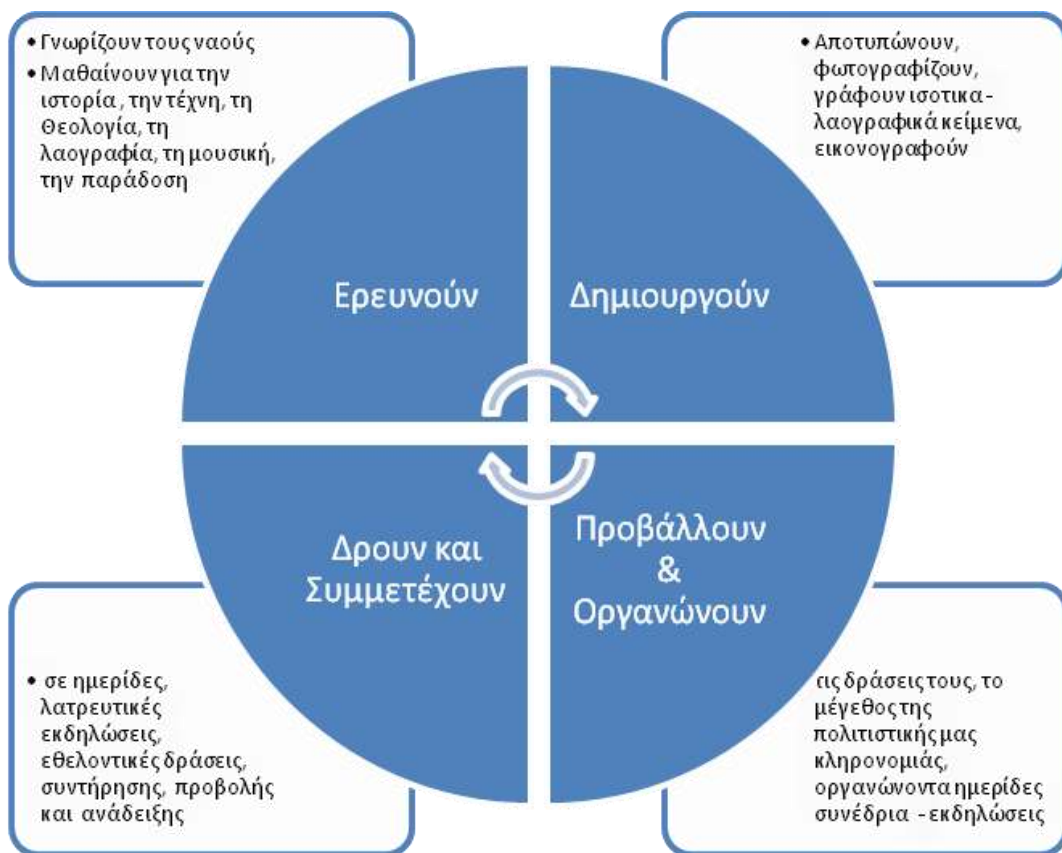 • Γνωρίζουν τους ναούς
• Μαθαίνουν για την
ιστορία, την τέχνη, τη
Θεολογία, τη
λαογραφία, τη μουσική,
την παράδοση
• Αποτυπώνουν,
φωτογραφίζουν,
γράφουν ισοτικα -
λαογραφικά κείμενα,
εικονογραφούν
Ερευνούν
Δημιουργούν
Δρουν και
Συμμετέχουν
Προβάλλουν
&
Οργανώνουν
• σε ημερίδες,
λατρευτικές
εκδηλώσεις,
εθελοντικές δράσεις,
συντήρησης, προβολής
και ανάδειξης
τις δράσεις τους, το
μέγεθος της
πολιτιστικής μας
κληρονομιάς,
οργανώνοντα ημερίδες
συνέδρια - εκδηλώσεις